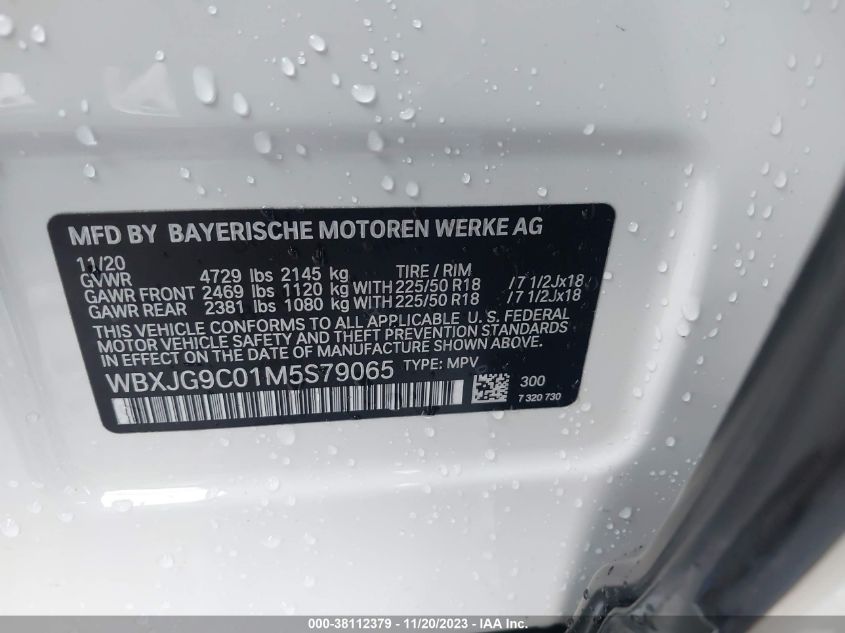 MFD BY BAYERISCHE MOTOREN WERKE AG
11/20
GVWR 4729 lbs 2145 kg TIRE / RIM
GAWR FRONT 2469 lbs 1120 kg WITH 225/50 R18 /7 1/2Jx18
GAWR REAR 2381 lbs 1080 kg WITH 225/50 R18 /7 1/2Jx18
THIS VEHICLE CONFORMS TO ALL APPLICABLE U. S. FEDERAL
MOTOR VEHICLE SAFETY AND THEFT PREVENTION STANDARDS
IN EFFECT ON THE DATE OF MANUFACTURE SHOWN ABOVE.
WBXJG9C01M5S79065 TYPE: MPV
300
7 320 730
000-38112379 - 11/20/2023 - IAA Inc.